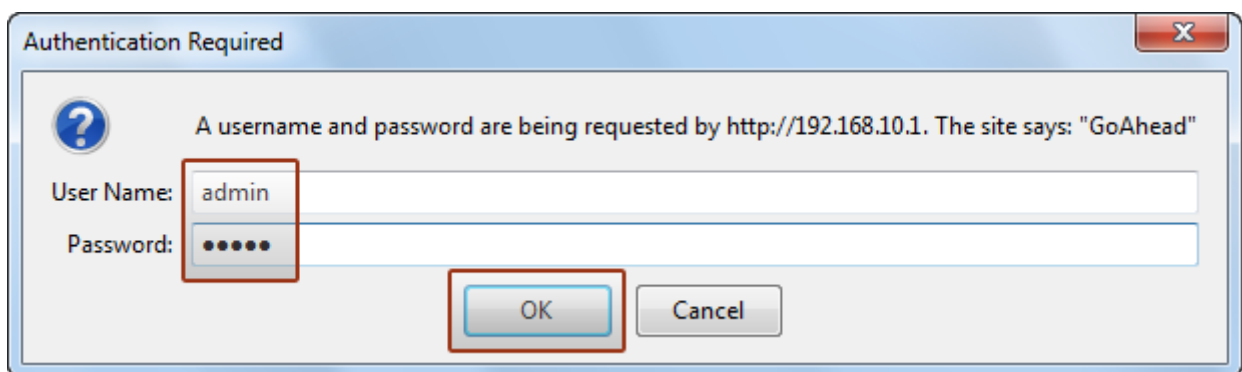 Authentication Required
A username and password are being requested by http://192.168.10.1. The site says: "GoAhead"
User Name: admin
Password: •••••
OK Cancel